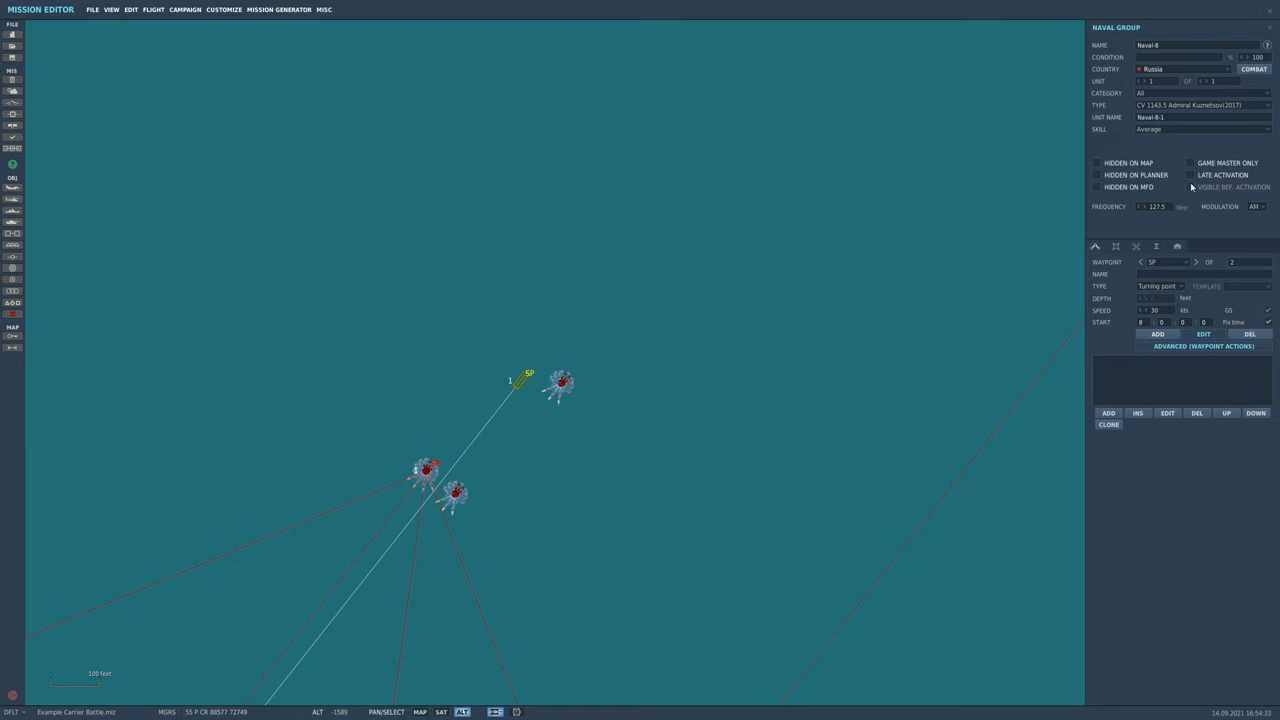 MISSION EDITOR FILE VIEW EDIT FLIGHT CAMPAIGN CUSTOMIZE MISSION GENERATOR MISC
FILE
MIS
OBJ
MAP
NAVAL GROUP
NAME Naval-8 ?
CONDITION % < > 100
COUNTRY Russia COMBAT
UNIT < > 1 OF < > 1
CATEGORY All
TYPE CV 1143.5 Admiral Kuznetsov(2017)
UNIT NAME Naval-8-1
SKILL Average
HIDDEN ON MAP GAME MASTER ONLY
HIDDEN ON PLANNER LATE ACTIVATION
HIDDEN ON MFD VISIBLE BEF. ACTIVATION
FREQUENCY < > 127.5 MHz MODULATION AM
WAYPOINT < SP > OF 2
NAME
TYPE Turning point TEMPLATE
DEPTH < > feet
SPEED < > 30 kts GS
START 8 : 0 : 0 / 0 Fix time
ADD EDIT DEL
ADVANCED (WAYPOINT ACTIONS)
ADD INS EDIT DEL UP DOWN
CLONE
1 SP
1
100 feet
DFLT Example Carrier Battle.miz MGRS 55 P CR 88577 72749 ALT -1589 PAN/SELECT MAP SAT ALT
14.09.2021 16:54:33